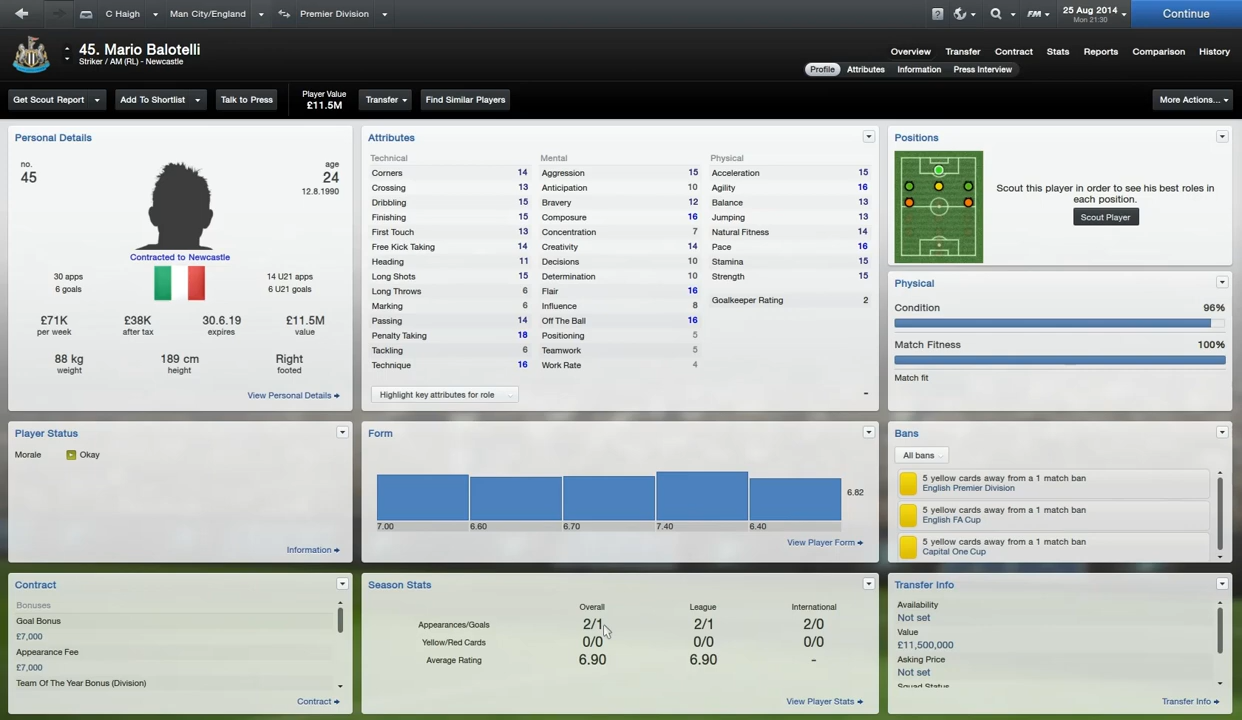 C Haigh
Man City/England
Premier Division
?
FM
25 Aug 2014
Mon 21:30
Continue
45. Mario Balotelli
Striker / AM (RL) - Newcastle
Overview Transfer Contract Stats Reports Comparison History
Profile Attributes Information Press Interview
Get Scout Report
Add To Shortlist
Talk to Press
Player Value
£11.5M
Transfer
Find Similar Players
More Actions...
Personal Details
no.
45
age
24
12.8.1990
Contracted to Newcastle
30 apps
6 goals
14 U21 apps
6 U21 goals
£71K
per week
£38K
after tax
30.6.19
expires
£11.5M
value
88 kg
weight
189 cm
height
Right
footed
View Personal Details
Attributes
Technical
Corners 14
Crossing 13
Dribbling 15
Finishing 15
First Touch 13
Free Kick Taking 14
Heading 11
Long Shots 15
Long Throws 6
Marking 6
Passing 14
Penalty Taking 18
Tackling 6
Technique 16
Mental
Aggression 15
Anticipation 10
Bravery 12
Composure 16
Concentration 7
Creativity 14
Decisions 10
Determination 10
Flair 16
Influence 8
Off The Ball 16
Positioning 5
Teamwork 5
Work Rate 4
Physical
Acceleration 15
Agility 16
Balance 13
Jumping 13
Natural Fitness 14
Pace 16
Stamina 15
Strength 15
Goalkeeper Rating 2
Highlight key attributes for role
-
Positions
Scout this player in order to see his best roles in
each position.
Scout Player
Physical
Condition 96%
Match Fitness 100%
Match fit
Player Status
Morale Okay
Information
Form
6.82
7.00 6.60 6.70 7.40 6.40
View Player Form
Bans
All bans
5 yellow cards away from a 1 match ban
English Premier Division
5 yellow cards away from a 1 match ban
English FA Cup
5 yellow cards away from a 1 match ban
Capital One Cup
Contract
Bonuses
Goal Bonus
£7,000
Appearance Fee
£7,000
Team Of The Year Bonus (Division)
Contract
Season Stats
Overall League International
Appearances/Goals 2/1 2/1 2/0
Yellow/Red Cards 0/0 0/0 0/0
Average Rating 6.90 6.90 -
View Player Stats
Transfer Info
Availability
Not set
Value
£11,500,000
Asking Price
Not set
Squad Status
Transfer Info